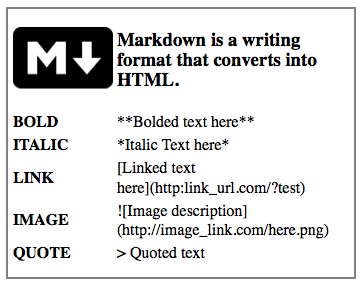 M↓ Markdown is a writing
format that converts into
HTML.
BOLD **Bolded text here**
ITALIC *Italic Text here*
LINK [Linked text
here](http:link_url.com/?test)
IMAGE ![Image description]
(http://image_link.com/here.png)
QUOTE > Quoted text